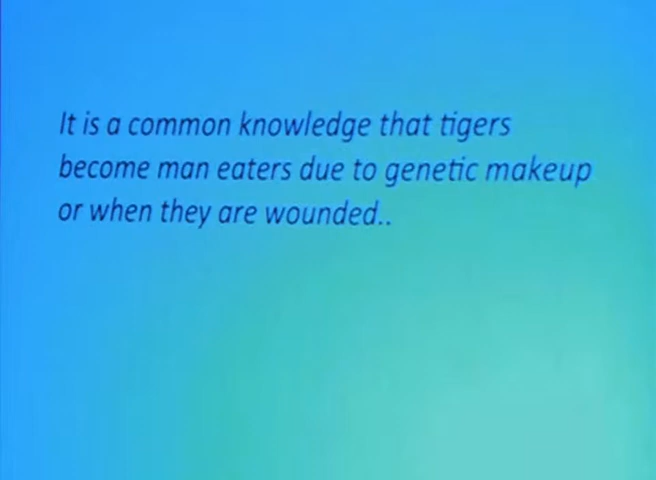 It is a common knowledge that tigers
become man eaters due to genetic makeup
or when they are wounded..